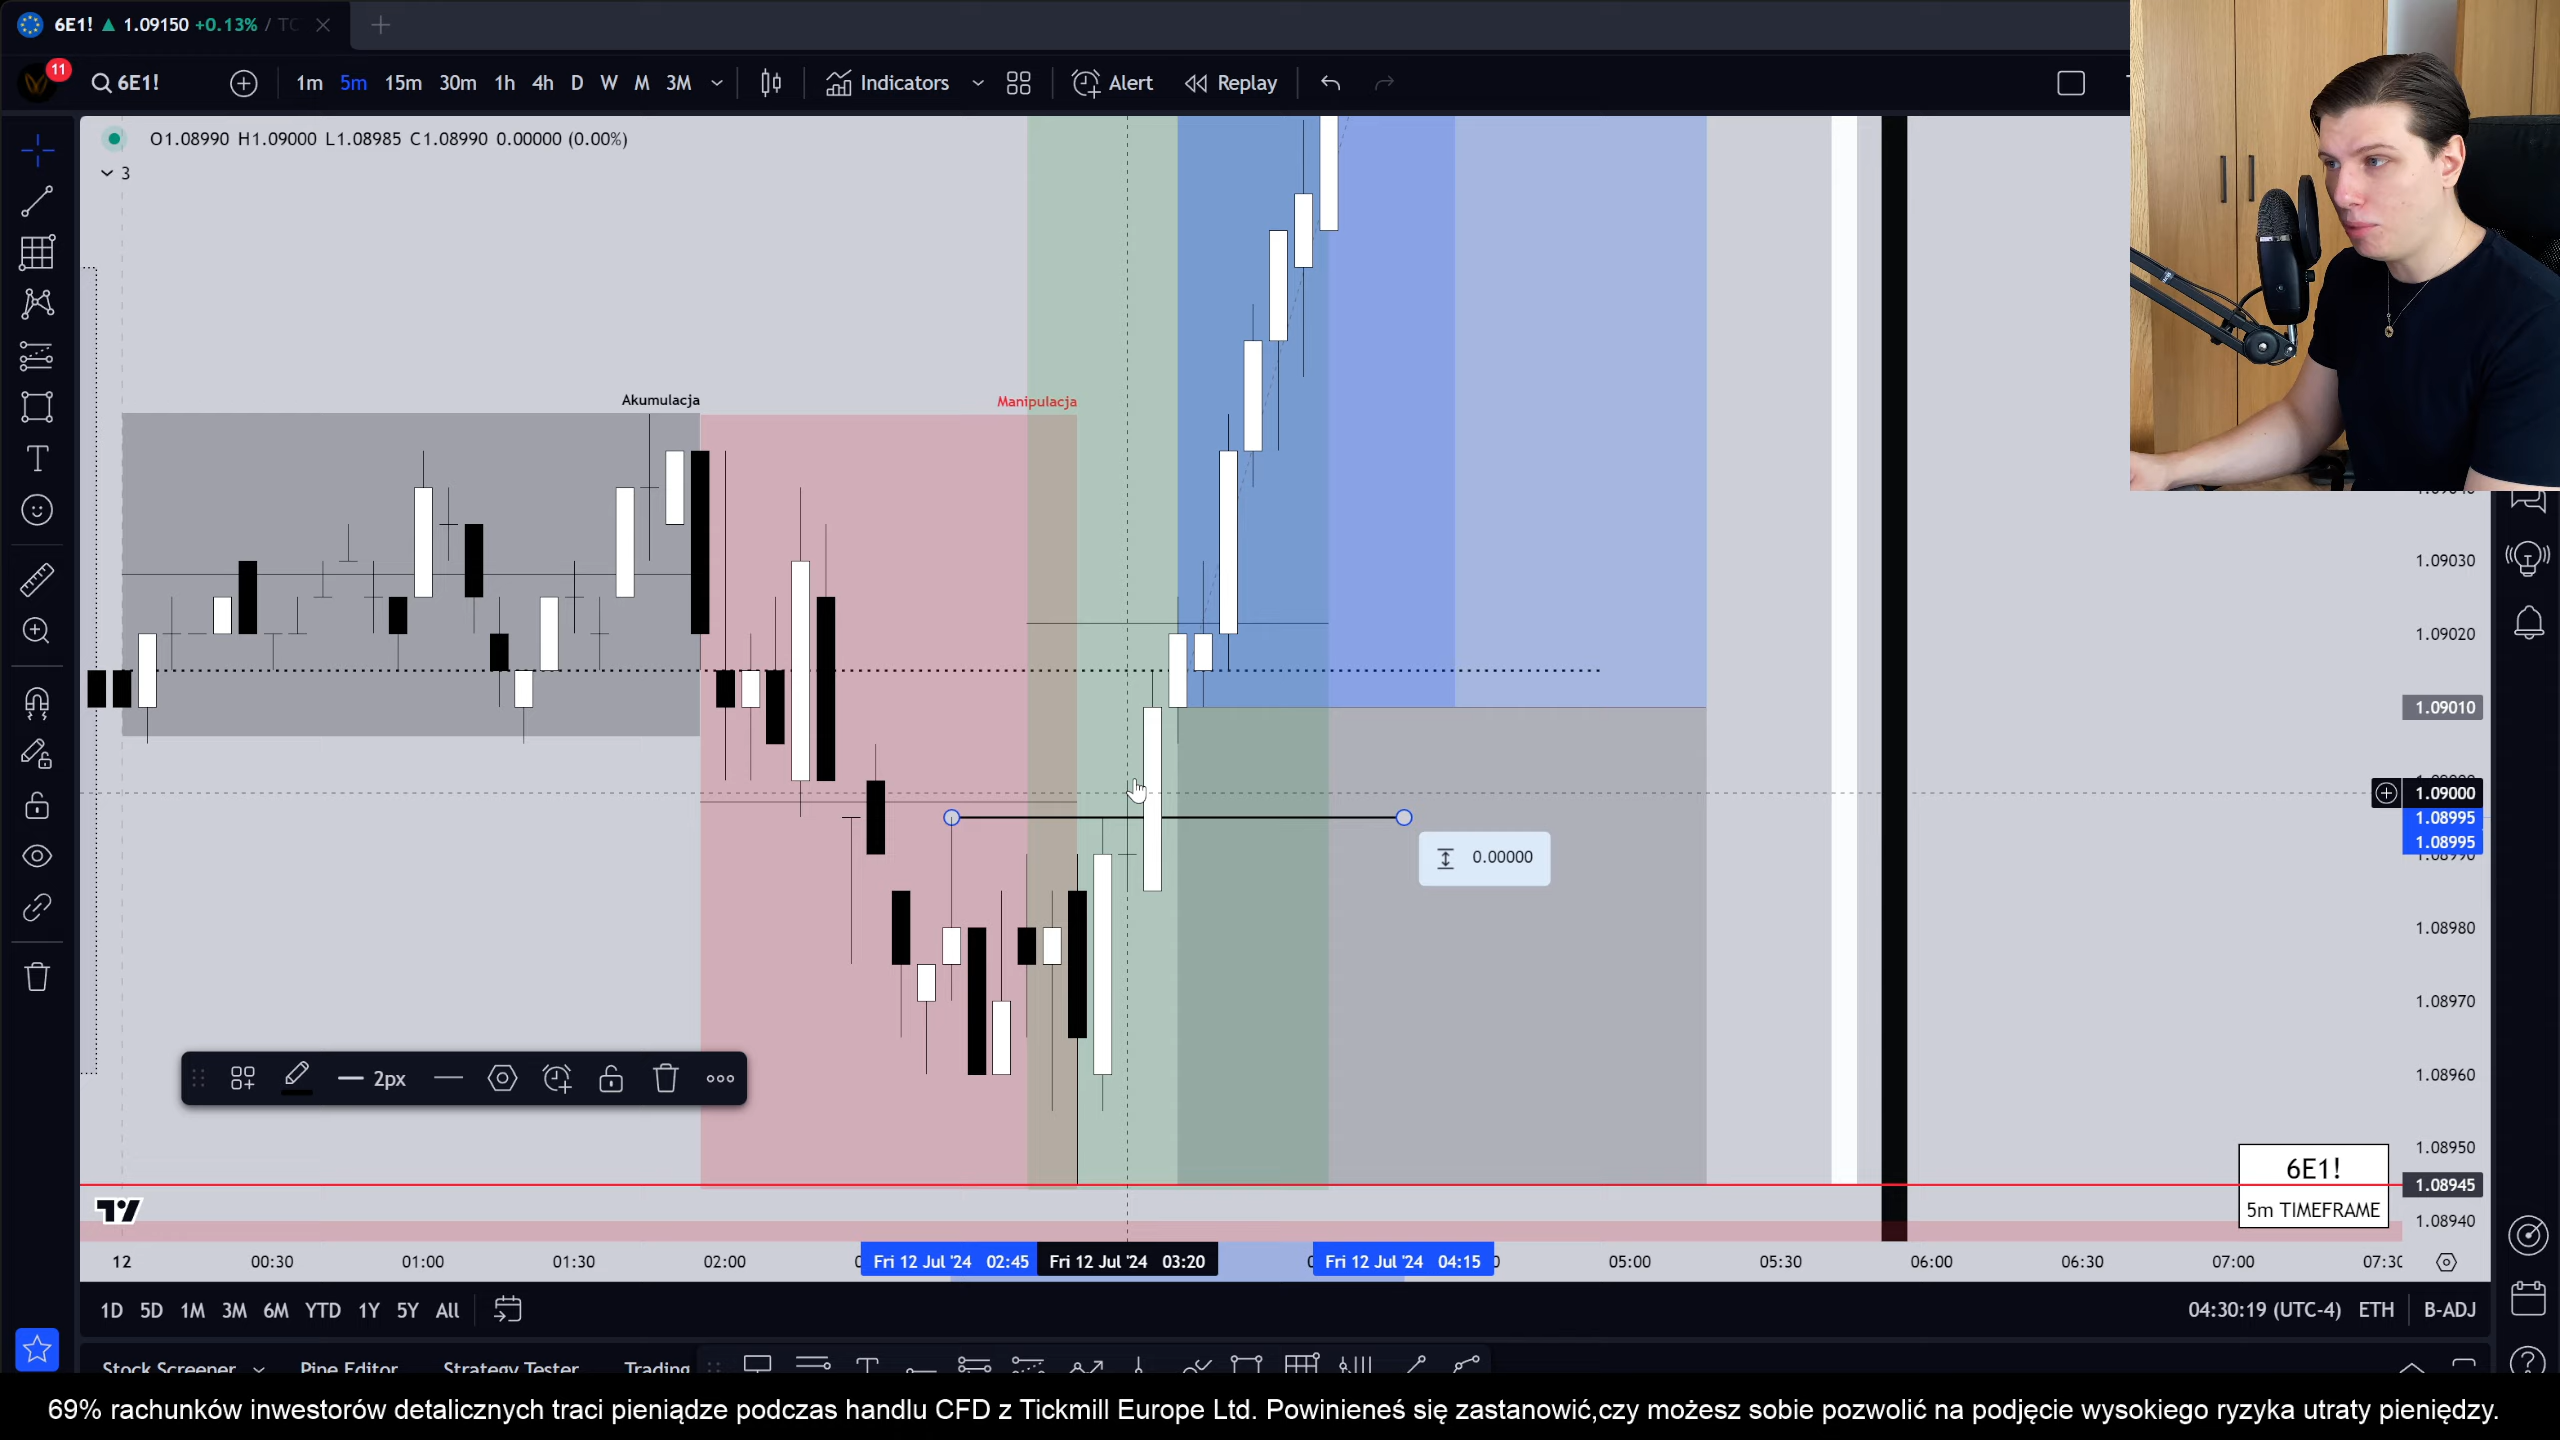 6E1! ▲ 1.09150 +0.13% / TC
11
6E1!
1m 5m 15m 30m 1h 4h D W M 3M
Indicators
Alert
Replay
O1.08990 H1.09000 L1.08985 C1.08990 0.00000 (0.00%)
3
Akumulacja
Manipulacja
1.09030
1.09020
1.09010
1.09000
1.08995
1.08995
0.00000
1.08980
1.08970
1.08960
1.08950
1.08945
1.08940
2px
6E1!
5m TIMEFRAME
12 00:30 01:00 01:30 02:00 Fri 12 Jul '24 02:45 Fri 12 Jul '24 03:20 Fri 12 Jul '24 04:15 05:00 05:30 06:00 06:30 07:00 07:30
1D 5D 1M 3M 6M YTD 1Y 5Y All
04:30:19 (UTC-4) ETH B-ADJ
Stock Screener Pine Editor Strategy Tester Trading
69% rachunków inwestorów detalicznych traci pieniądze podczas handlu CFD z Tickmill Europe Ltd. Powinieneś się zastanowić,czy możesz sobie pozwolić na podjęcie wysokiego ryzyka utraty pieniędzy.